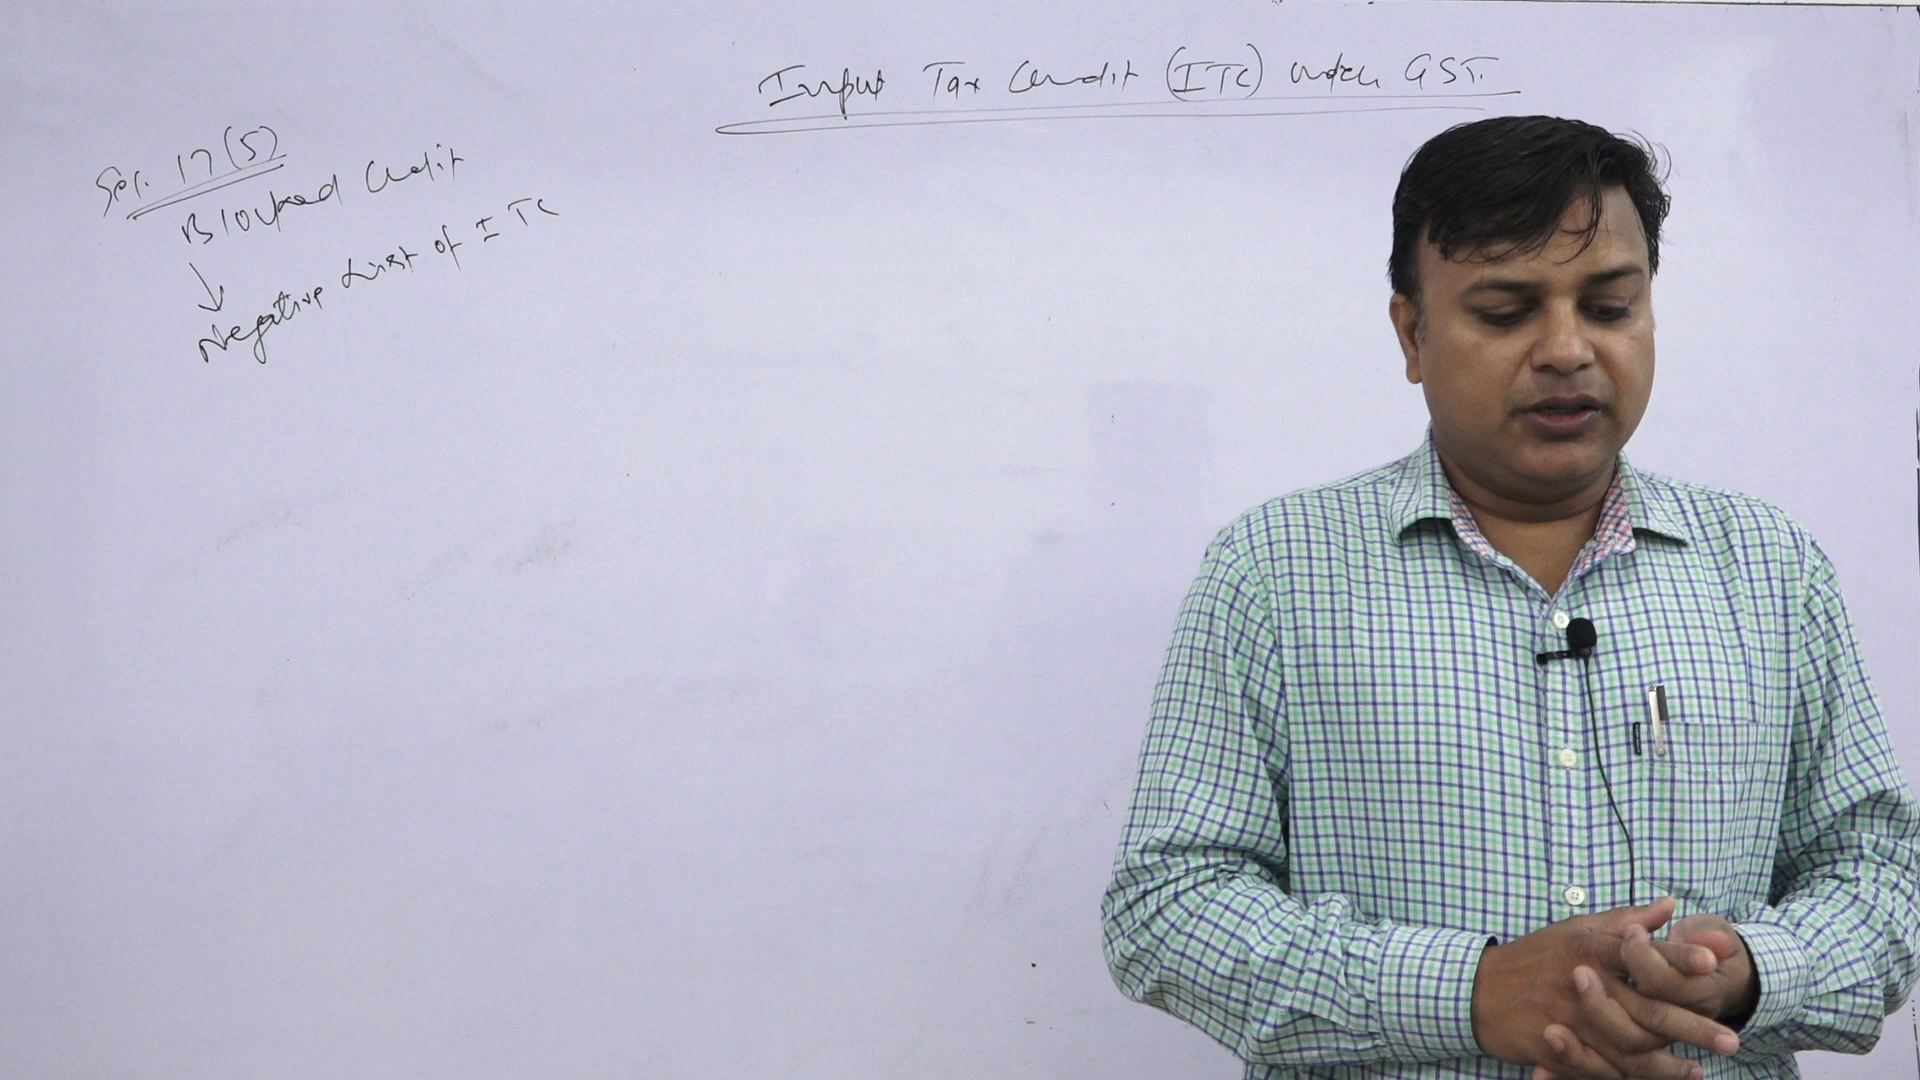 Input Tax Credit (ITC) under GST.
Sec. 17(5)
Blocked Credit
↓
Negative List of ITC